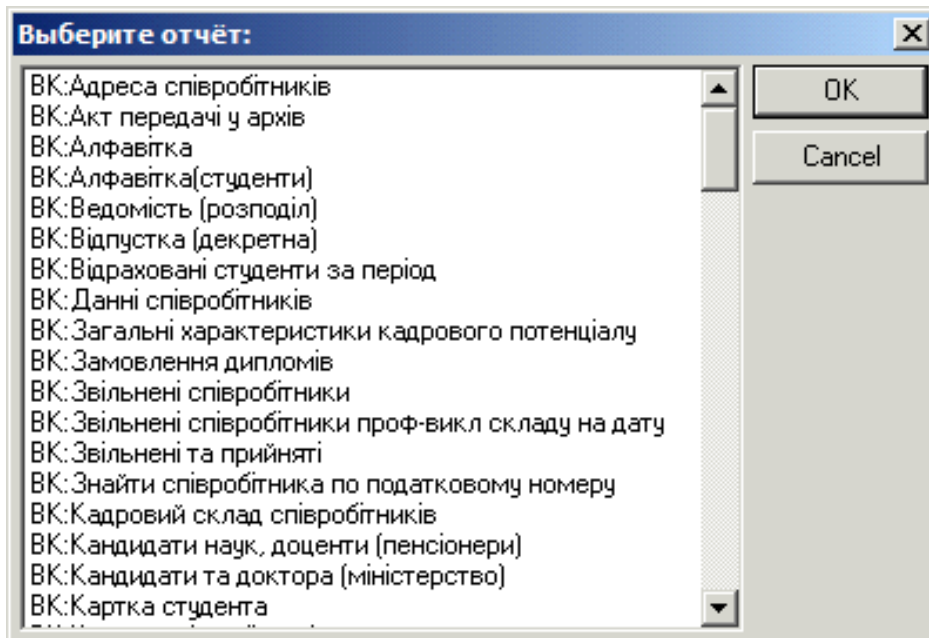 Выберите отчёт:
ВК:Адреса співробітників
ВК:Акт передачі у архів
ВК:Алфавітка
ВК:Алфавітка(студенти)
ВК:Ведомість (розподіл)
ВК:Відпустка (декретна)
ВК:Відраховані студенти за період
ВК:Данні співробітників
ВК:Загальні характеристики кадрового потенціалу
ВК:Замовлення дипломів
ВК:Звільнені співробітники
ВК:Звільнені співробітники проф-викл складу на дату
ВК:Звільнені та прийняті
ВК:Знайти співробітника по податковому номеру
ВК:Кадровий склад співробітників
ВК:Кандидати наук, доценти (пенсіонери)
ВК:Кандидати та доктора (міністерство)
ВК:Картка студента
OK
Cancel